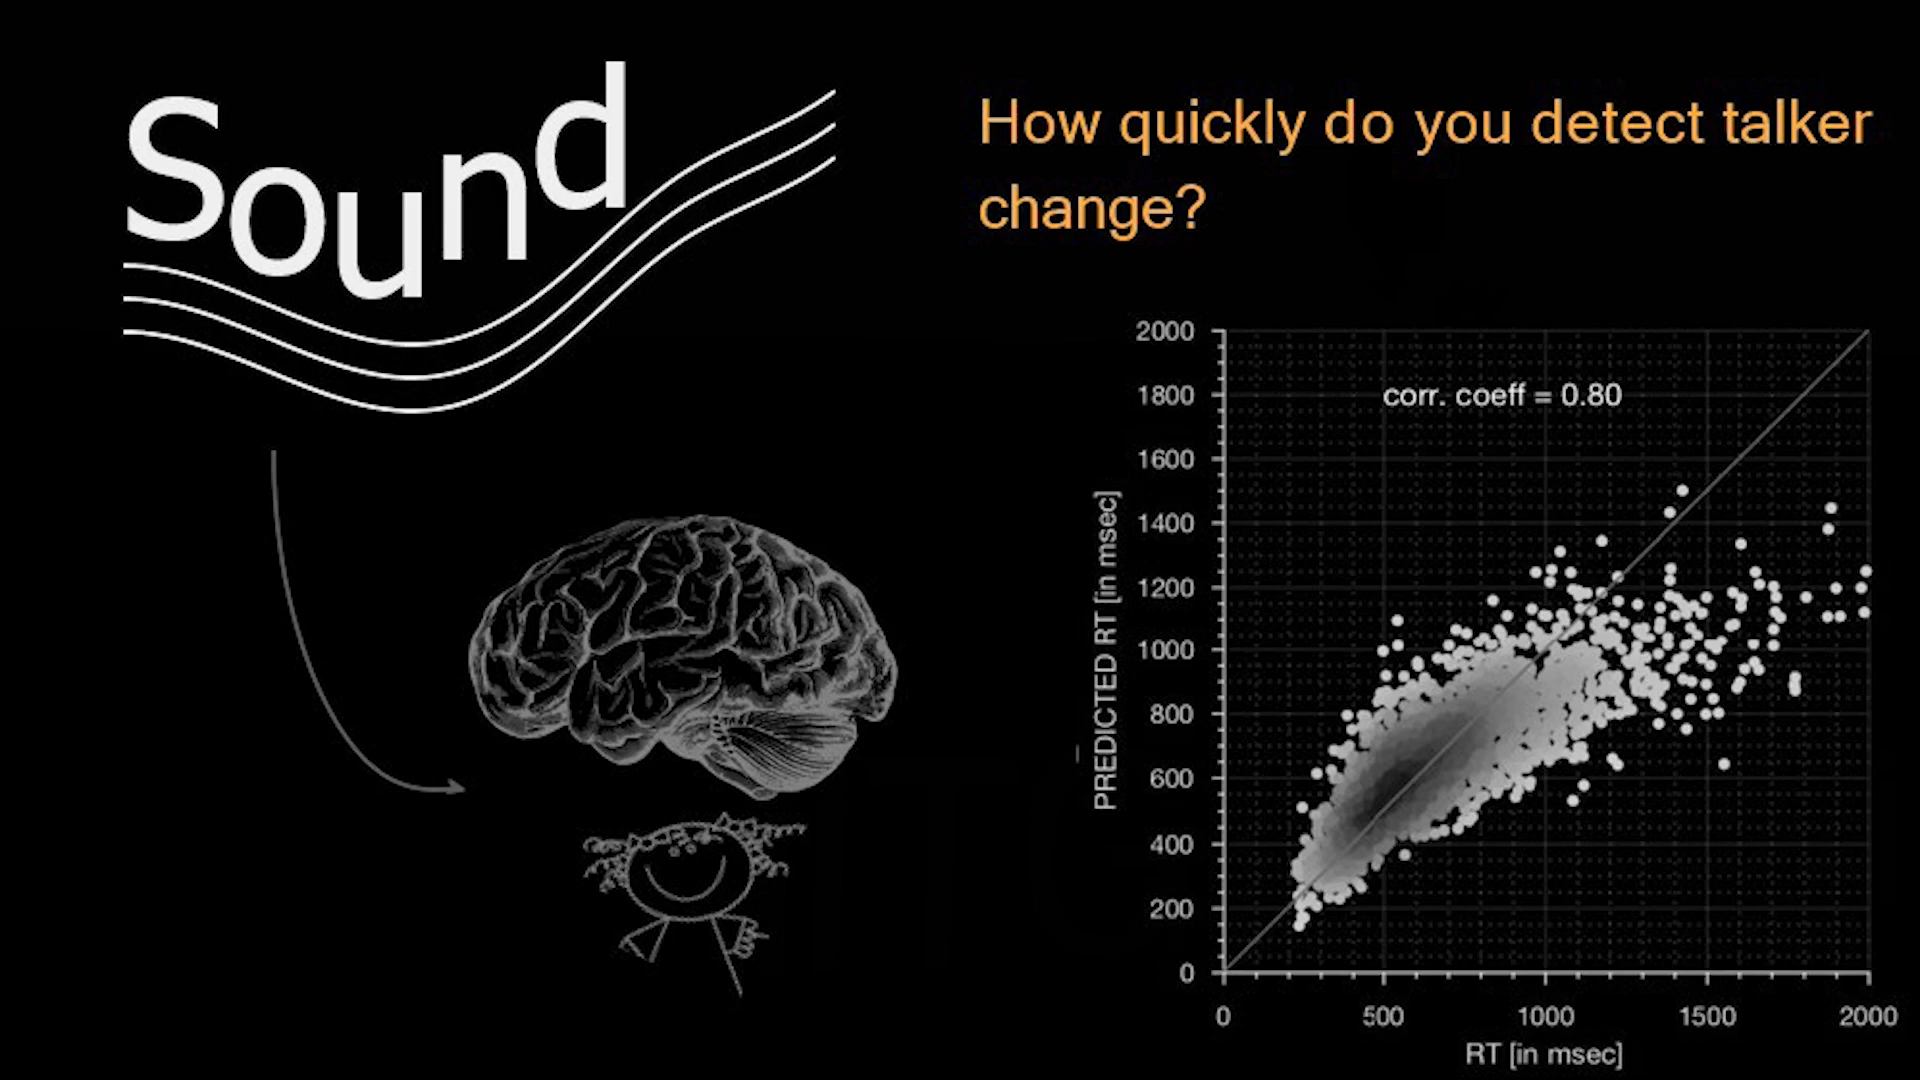 Sound
How quickly do you detect talker
change?
corr. coeff = 0.80
PREDICTED RT [in msec]
2000
1800
1600
1400
1200
1000
800
600
400
200
0
0 500 1000 1500 2000
RT [in msec]